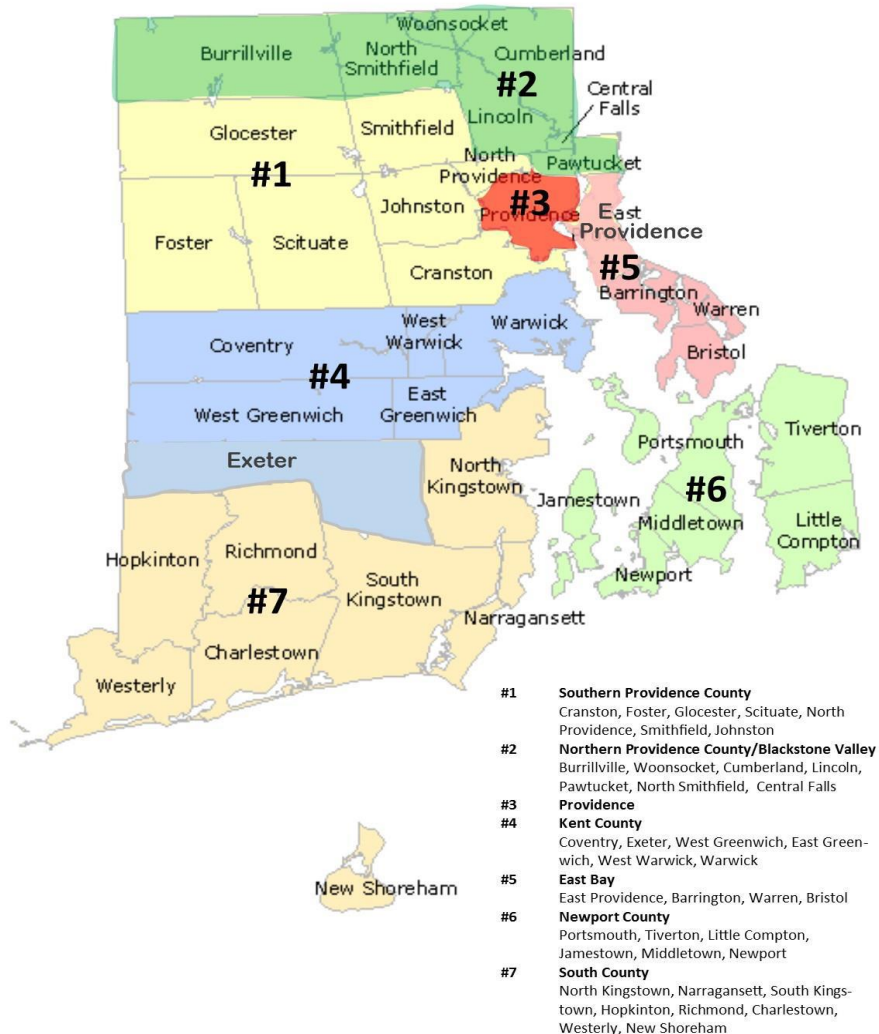 Woonsocket
Burrillville
North
Smithfield
Cumberland
#2
Central
Falls
Lincoln
Glocester
Smithfield
#1
North
Providence
Pawtucket
Johnston
#3
Providence
East
Providence
Foster
Scituate
Cranston
#5
Barrington
Warren
Bristol
West
Warwick
Warwick
Coventry
#4
East
Greenwich
West Greenwich
Exeter
North
Kingstown
Portsmouth
Tiverton
#6
Jamestown
Middletown
Little
Compton
Newport
Hopkinton
Richmond
#7
South
Kingstown
Narragansett
Charlestown
Westerly
New Shoreham
#1 Southern Providence County
Cranston, Foster, Glocester, Scituate, North
Providence, Smithfield, Johnston
#2 Northern Providence County/Blackstone Valley
Burrillville, Woonsocket, Cumberland, Lincoln,
Pawtucket, North Smithfield, Central Falls
#3 Providence
#4 Kent County
Coventry, Exeter, West Greenwich, East Green-
wich, West Warwick, Warwick
#5 East Bay
East Providence, Barrington, Warren, Bristol
#6 Newport County
Portsmouth, Tiverton, Little Compton,
Jamestown, Middletown, Newport
#7 South County
North Kingstown, Narragansett, South Kings-
town, Hopkinton, Richmond, Charlestown,
Westerly, New Shoreham